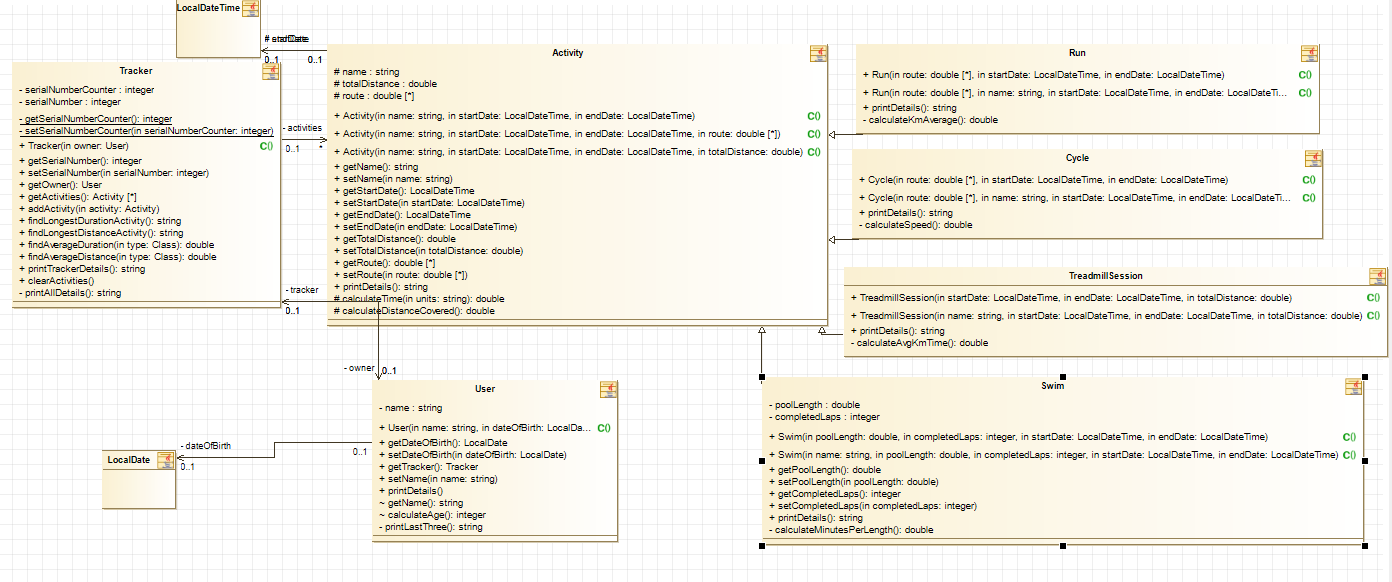 LocalDateTime
# endDate
0..1
0..1
Tracker
- serialNumberCounter : integer
- serialNumber : integer
- getSerialNumberCounter(): integer
- setSerialNumberCounter(in serialNumberCounter: integer)
+ Tracker(in owner: User) C()
+ getSerialNumber(): integer
+ setSerialNumber(in serialNumber: integer)
+ getOwner(): User
+ getActivities(): Activity [*]
+ addActivity(in activity: Activity)
+ findLongestDurationActivity(): string
+ findLongestDistanceActivity(): string
+ findAverageDuration(in type: Class): double
+ findAverageDistance(in type: Class): double
+ printTrackerDetails(): string
+ clearActivities()
- printAllDetails(): string
- activities
0..1
*
- tracker
0..1
Activity
# name : string
# totalDistance : double
# route : double [*]
+ Activity(in name: string, in startDate: LocalDateTime, in endDate: LocalDateTime) C()
+ Activity(in name: string, in startDate: LocalDateTime, in endDate: LocalDateTime, in route: double [*]) C()
+ Activity(in name: string, in startDate: LocalDateTime, in endDate: LocalDateTime, in totalDistance: double) C()
+ getName(): string
+ setName(in name: string)
+ getStartDate(): LocalDateTime
+ setStartDate(in startDate: LocalDateTime)
+ getEndDate(): LocalDateTime
+ setEndDate(in endDate: LocalDateTime)
+ getTotalDistance(): double
+ setTotalDistance(in totalDistance: double)
+ getRoute(): double [*]
+ setRoute(in route: double [*])
+ printDetails(): string
# calculateTime(in units: string): double
# calculateDistanceCovered(): double
Run
+ Run(in route: double [*], in startDate: LocalDateTime, in endDate: LocalDateTime) C()
+ Run(in route: double [*], in name: string, in startDate: LocalDateTime, in endDate: LocalDateTi... C()
+ printDetails(): string
- calculateKmAverage(): double
Cycle
+ Cycle(in route: double [*], in startDate: LocalDateTime, in endDate: LocalDateTime) C()
+ Cycle(in route: double [*], in name: string, in startDate: LocalDateTime, in endDate: LocalDateTi... C()
+ printDetails(): string
- calculateSpeed(): double
TreadmillSession
+ TreadmillSession(in startDate: LocalDateTime, in endDate: LocalDateTime, in totalDistance: double) C()
+ TreadmillSession(in name: string, in startDate: LocalDateTime, in endDate: LocalDateTime, in totalDistance: double) C()
+ printDetails(): string
- calculateAvgKmTime(): double
- owner
0..1
User
- name : string
+ User(in name: string, in dateOfBirth: LocalDa... C()
+ getDateOfBirth(): LocalDate
+ setDateOfBirth(in dateOfBirth: LocalDate)
+ getTracker(): Tracker
+ setName(in name: string)
+ printDetails()
~ getName(): string
~ calculateAge(): integer
- printLastThree(): string
- dateOfBirth
0..1
0..1
LocalDate
Swim
- poolLength : double
- completedLaps : integer
+ Swim(in poolLength: double, in completedLaps: integer, in startDate: LocalDateTime, in endDate: LocalDateTime) C()
+ Swim(in name: string, in poolLength: double, in completedLaps: integer, in startDate: LocalDateTime, in endDate: LocalDateTime) C()
+ getPoolLength(): double
+ setPoolLength(in poolLength: double)
+ getCompletedLaps(): integer
+ setCompletedLaps(in completedLaps: integer)
+ printDetails(): string
- calculateMinutesPerLength(): double